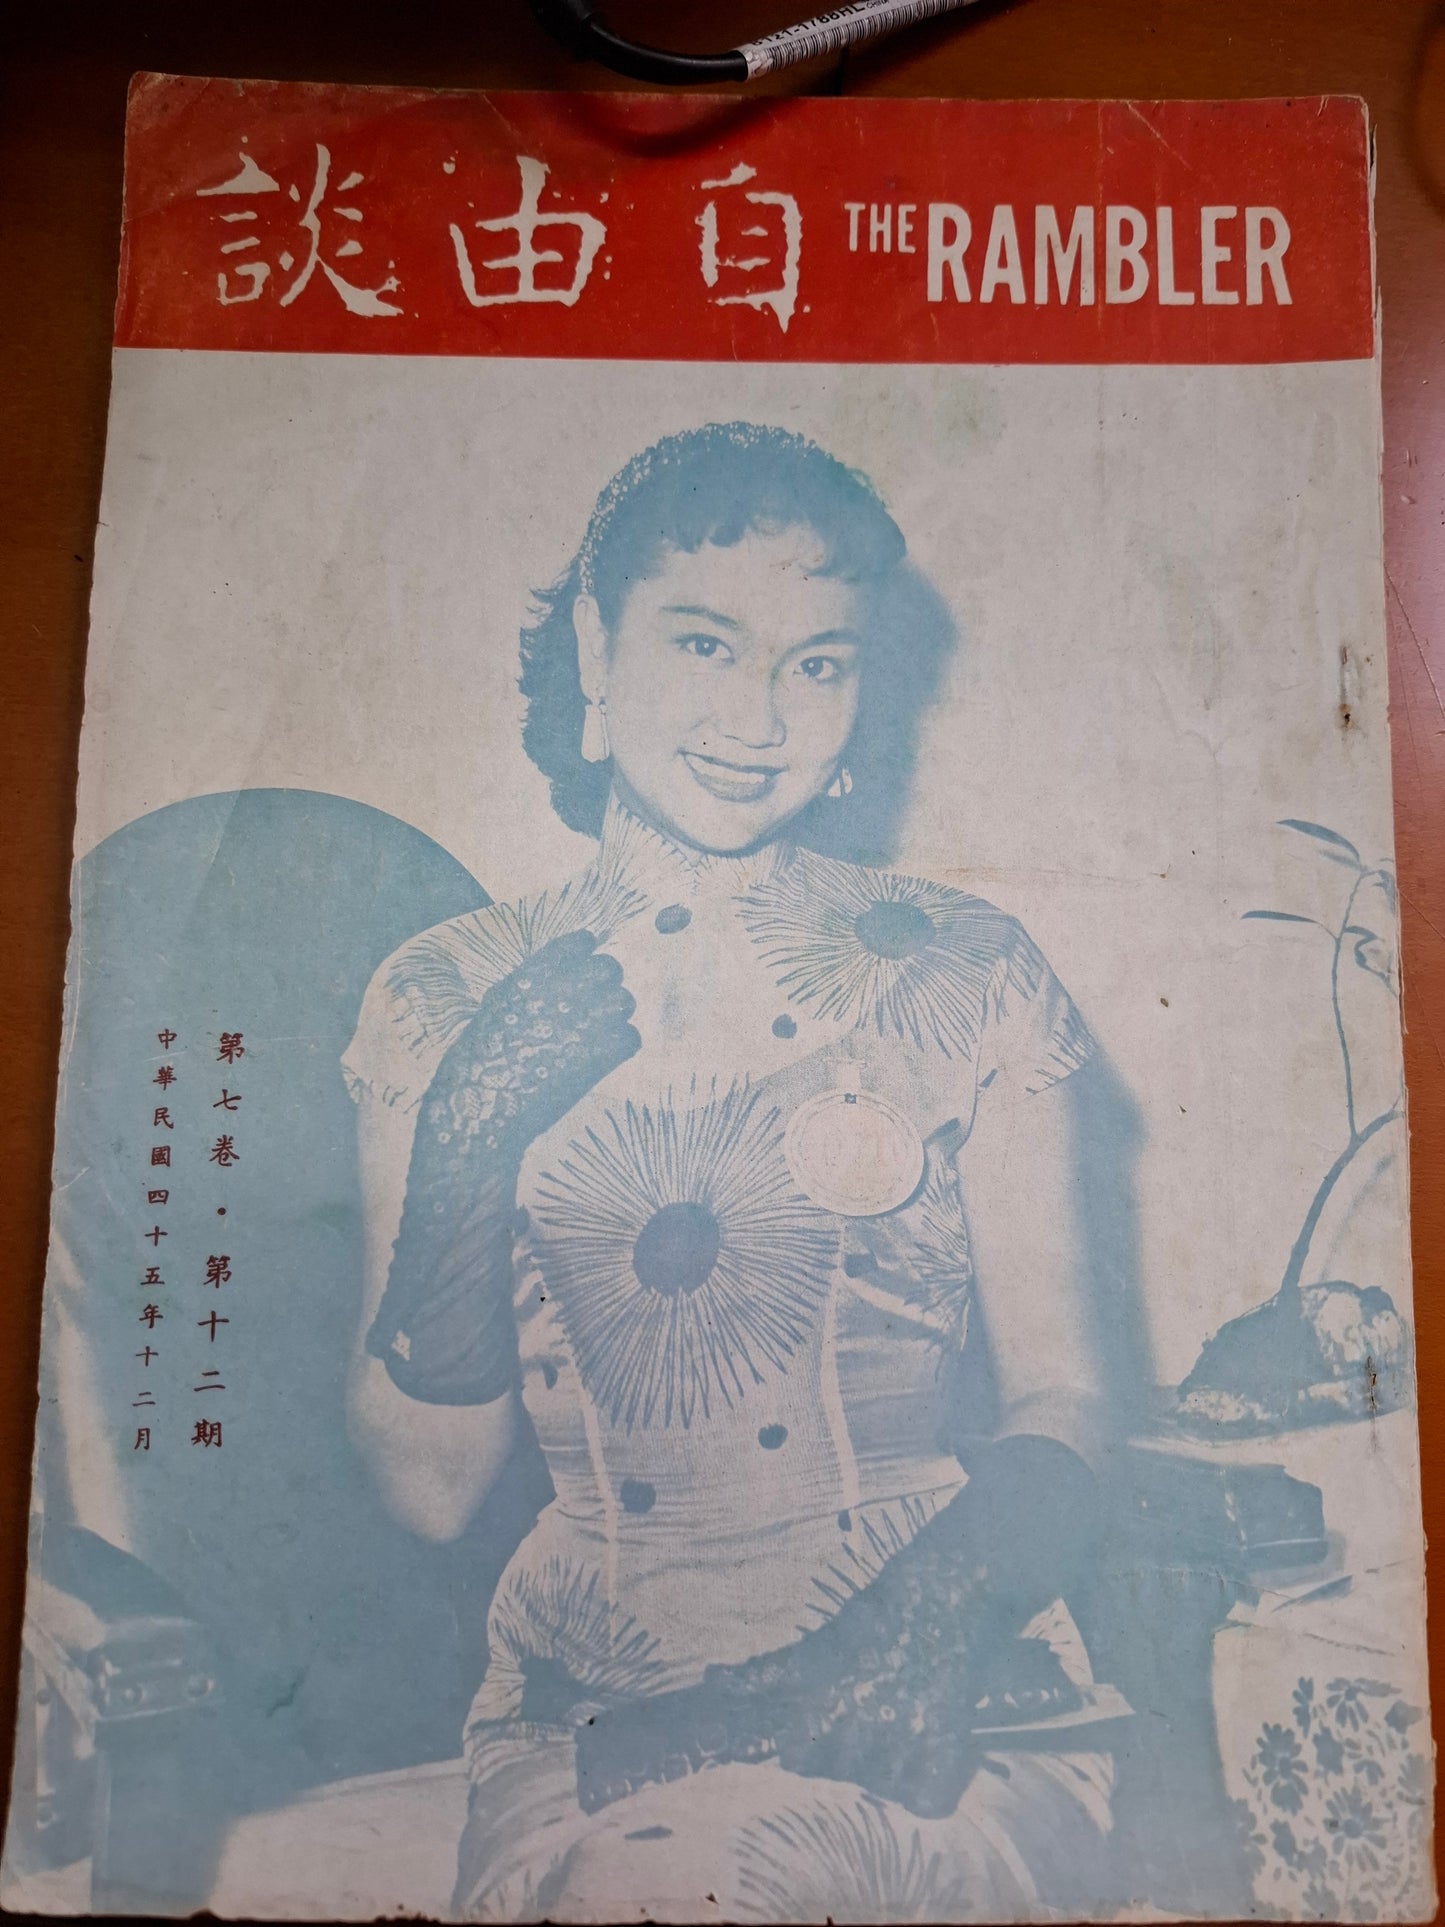 自由談 THE RAMBLER
第七卷・第十二期
中華民國四十五年十二月